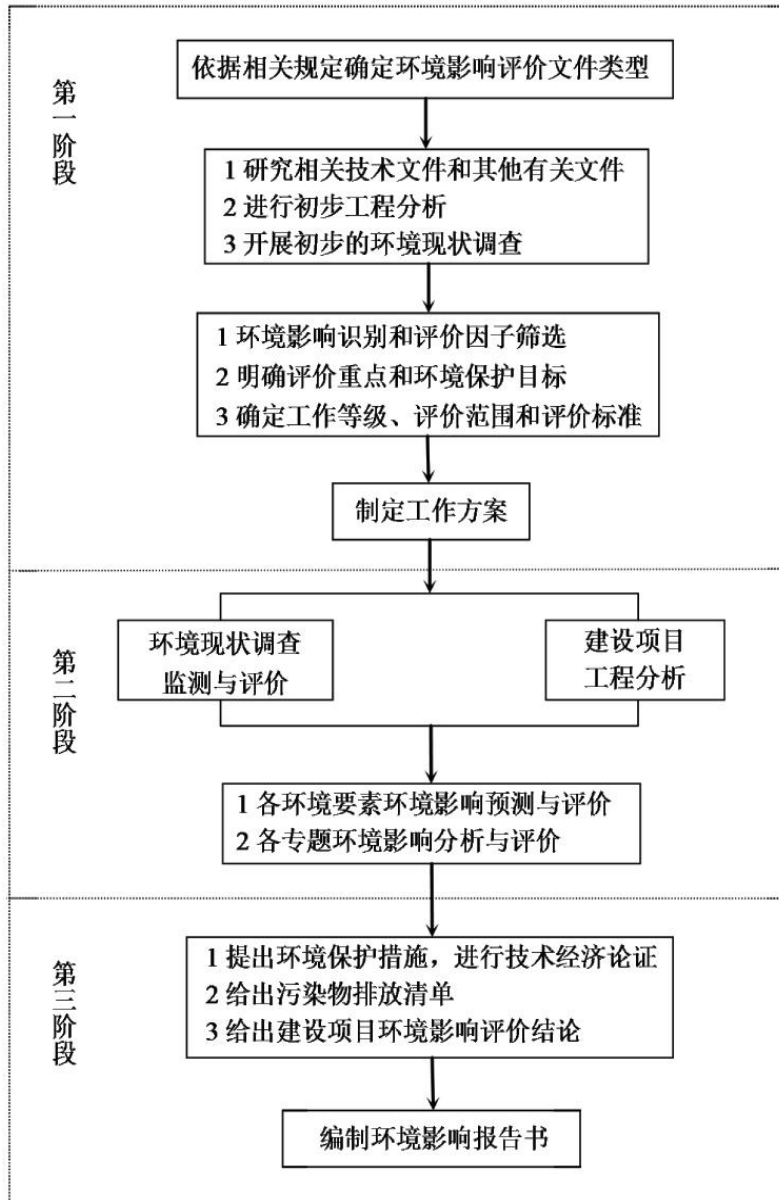 第一阶段
依据相关规定确定环境影响评价文件类型
1 研究相关技术文件和其他有关文件
2 进行初步工程分析
3 开展初步的环境现状调查
1 环境影响识别和评价因子筛选
2 明确评价重点和环境保护目标
3 确定工作等级、评价范围和评价标准
制定工作方案
第二阶段
环境现状调查
监测与评价
建设项目
工程分析
1 各环境要素环境影响预测与评价
2 各专题环境影响分析与评价
第三阶段
1 提出环境保护措施，进行技术经济论证
2 给出污染物排放清单
3 给出建设项目环境影响评价结论
编制环境影响报告书